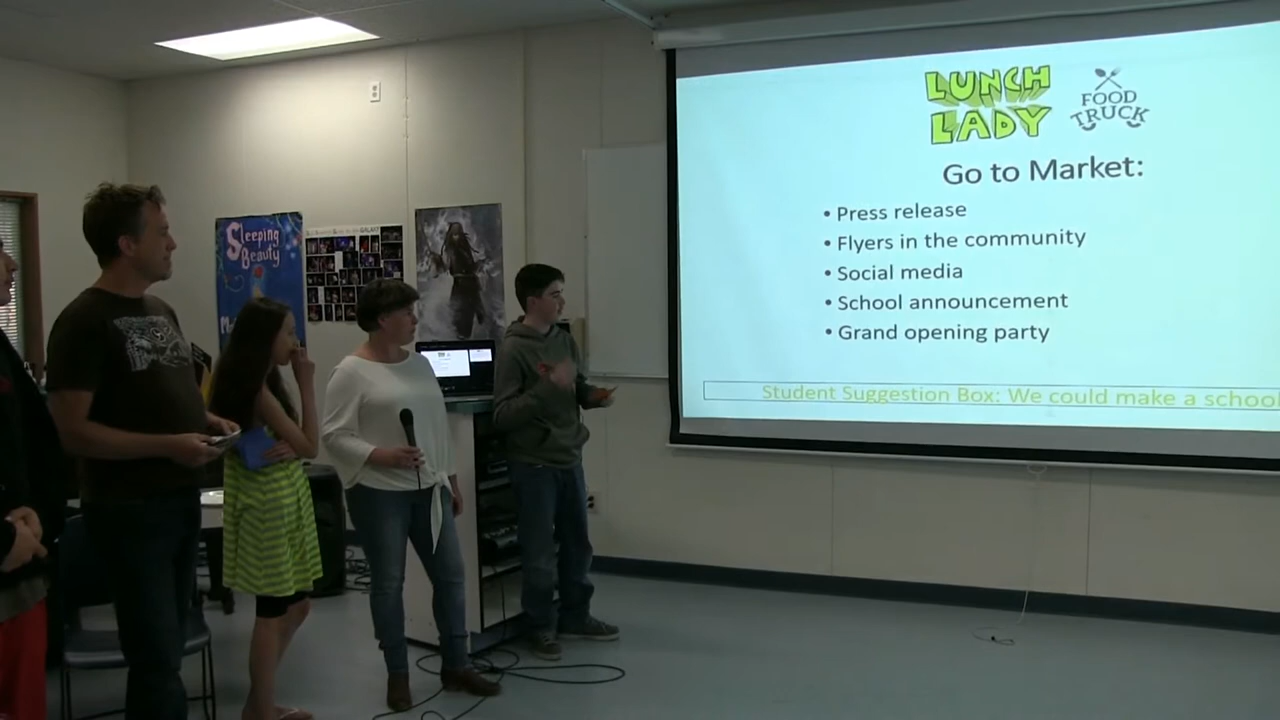 LUNCH
LADY
FOOD
TRUCK
Go to Market:
• Press release
• Flyers in the community
• Social media
• School announcement
• Grand opening party
Student Suggestion Box: We could make a school
Sleeping
Beauty